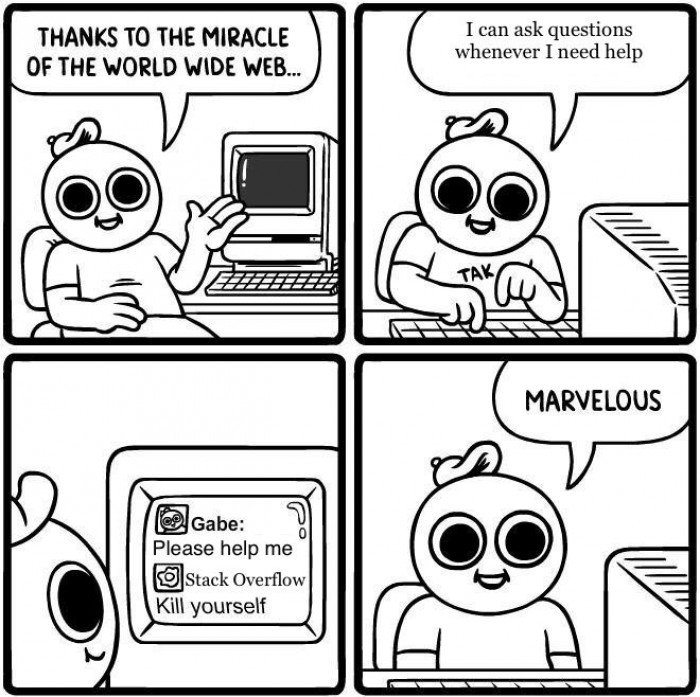 THANKS TO THE MIRACLE
OF THE WORLD WIDE WEB...
I can ask questions
whenever I need help
TAK
Gabe:
Please help me
Stack Overflow
Kill yourself
MARVELOUS